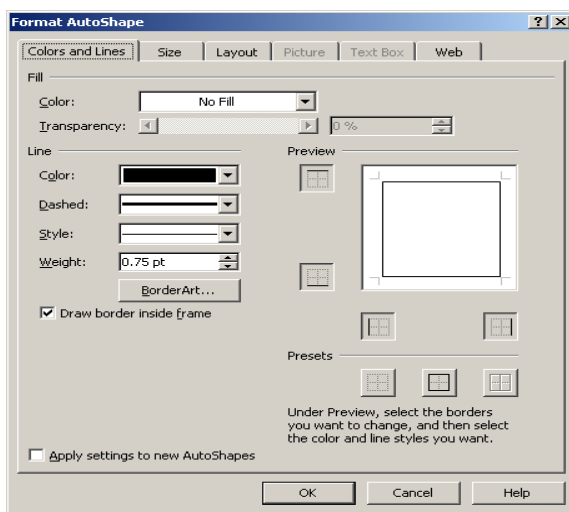 Format AutoShape
Colors and Lines Size Layout Picture Text Box Web
Fill
Color: No Fill
Transparency: 0 %
Line Preview
Color:
Dashed:
Style:
Weight: 0.75 pt
BorderArt...
Draw border inside frame
Presets
Under Preview, select the borders
you want to change, and then select
the color and line styles you want.
Apply settings to new AutoShapes
OK Cancel Help